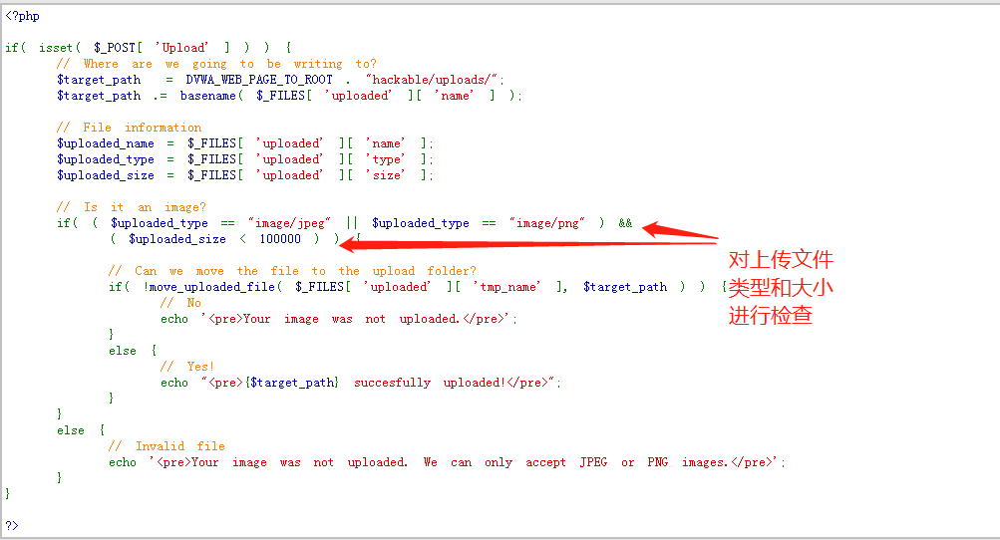 <?php
if( isset( $_POST[ 'Upload' ] ) ) {
// Where are we going to be writing to?
$target_path = DVWA_WEB_PAGE_TO_ROOT . "hackable/uploads/";
$target_path .= basename( $_FILES[ 'uploaded' ][ 'name' ] );
// File information
$uploaded_name = $_FILES[ 'uploaded' ][ 'name' ];
$uploaded_type = $_FILES[ 'uploaded' ][ 'type' ];
$uploaded_size = $_FILES[ 'uploaded' ][ 'size' ];
// Is it an image?
if( ( $uploaded_type == "image/jpeg" || $uploaded_type == "image/png" ) &&
( $uploaded_size < 100000 ) ) {
对上传文件
类型和大小
进行检查
// Can we move the file to the upload folder?
if( !move_uploaded_file( $_FILES[ 'uploaded' ][ 'tmp_name' ], $target_path ) ) {
// No
echo '<pre>Your image was not uploaded.</pre>';
}
else {
// Yes!
echo "<pre>{$target_path} succesfully uploaded!</pre>";
}
}
else {
// Invalid file
echo '<pre>Your image was not uploaded. We can only accept JPEG or PNG images.</pre>';
}
}
?>